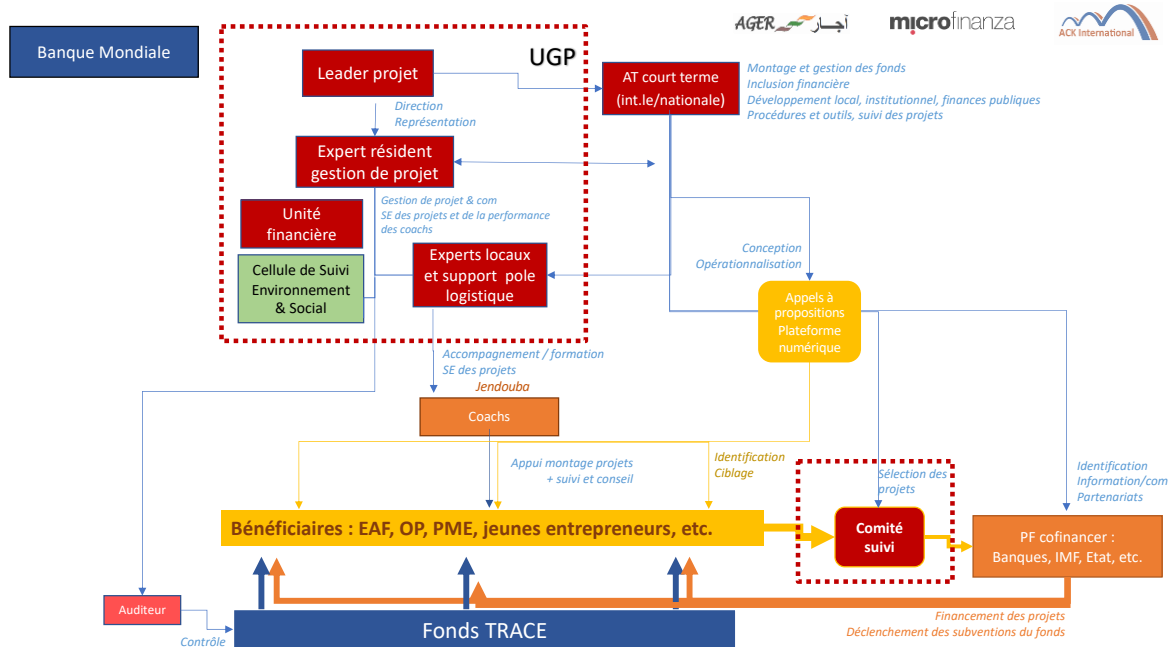 AGER آجار
microfinanza
ACK International
Banque Mondiale
UGP
Leader projet
AT court terme
(int.le/nationale)
Montage et gestion des fonds
Inclusion financière
Développement local, institutionnel, finances publiques
Procédures et outils, suivi des projets
Direction
Représentation
Expert résident
gestion de projet
Gestion de projet & com
SE des projets et de la performance
des coachs
Unité
financière
Cellule de Suivi
Environnement
& Social
Experts locaux
et support pole
logistique
Conception
Opérationnalisation
Appels à
propositions
Plateforme
numérique
Accompagnement / formation
SE des projets
Jendouba
Coachs
Appui montage projets
+ suivi et conseil
Identification
Ciblage
Sélection des
projets
Identification
Information/com
Partenariats
Bénéficiaires : EAF, OP, PME, jeunes entrepreneurs, etc.
Comité
suivi
PF cofinancer :
Banques, IMF, Etat, etc.
Auditeur
Contrôle
Fonds TRACE
Financement des projets
Déclenchement des subventions du fonds